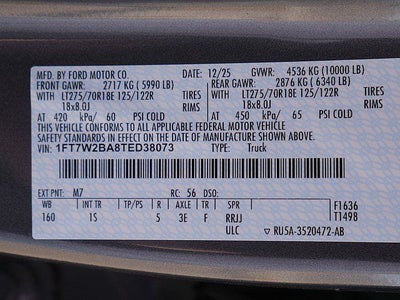 MFD. BY FORD MOTOR CO. 12/25 GVWR: 4536 KG (10000 LB)
FRONT GAWR: 2717 KG ( 5990 LB) REAR GAWR: 2876 KG ( 6340 LB)
WITH LT275/70R18E 125/122R TIRES WITH LT275/70R18E 125/122R TIRES
18x8.0J RIMS 18x8.0J RIMS
AT 420 kPa/ 60 PSI COLD AT 450 kPa/ 65 PSI COLD
THIS VEHICLE CONFORMS TO ALL APPLICABLE FEDERAL MOTOR VEHICLE
SAFETY STANDARDS IN EFFECT ON THE DATE OF MANUFACTURE SHOWN ABOVE.
VIN: 1FT7W2BA8TED38073 TYPE: Truck
EXT PNT: M7 RC: 56 DSO:
WB INT TR TP/PS R AXLE TR SPR F1636
160 1S 5 3E F RRJJ T1498
ULC RU5A-3520472-AB